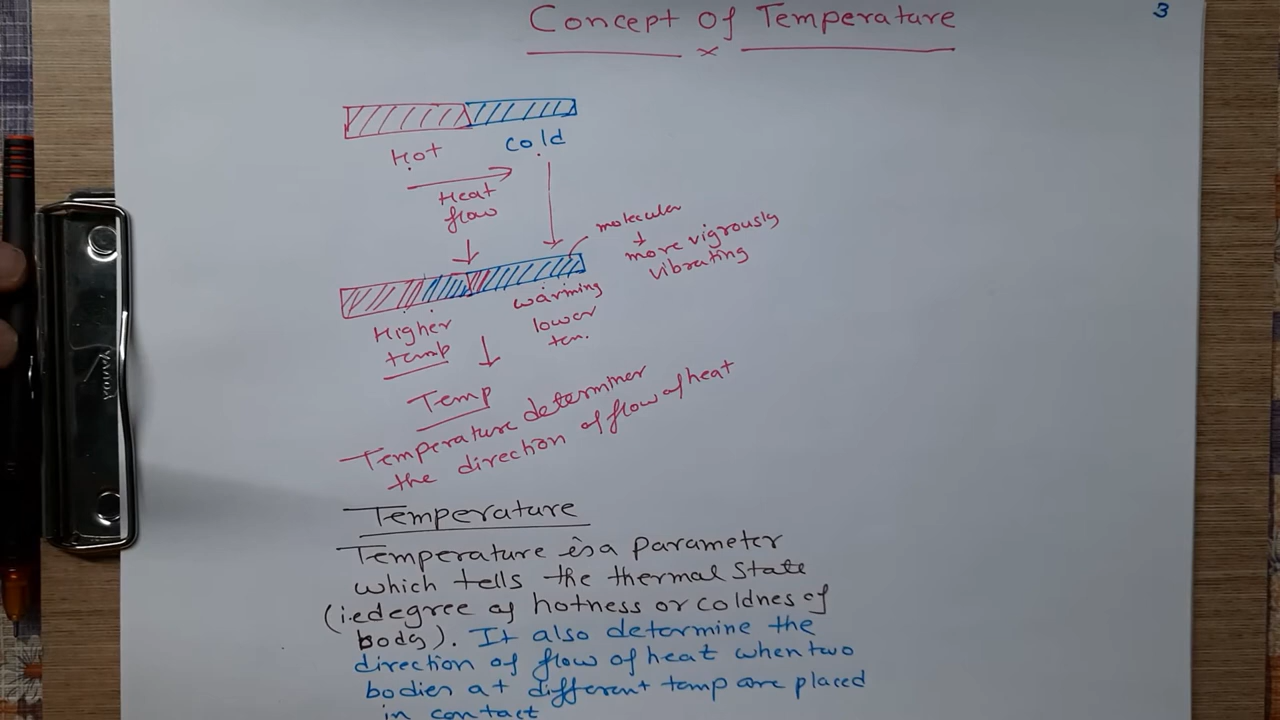 Concept of Temperature
3
x
Hot
Cold
Heat
flow
molecular
more vigrously
vibrating
Higher
temp
warming
lower
tem.
Temp
Temperature determiner
the direction of flow of heat
Temperature
Temperature is a parameter
which tells the thermal state
(i.e degree of hotness or coldnes of
body). It also determine the
direction of flow of heat when two
bodies at different temp are placed
in contact